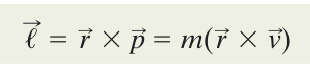 ℓ⃗ = r⃗ × p⃗ = m(r⃗ × v⃗)